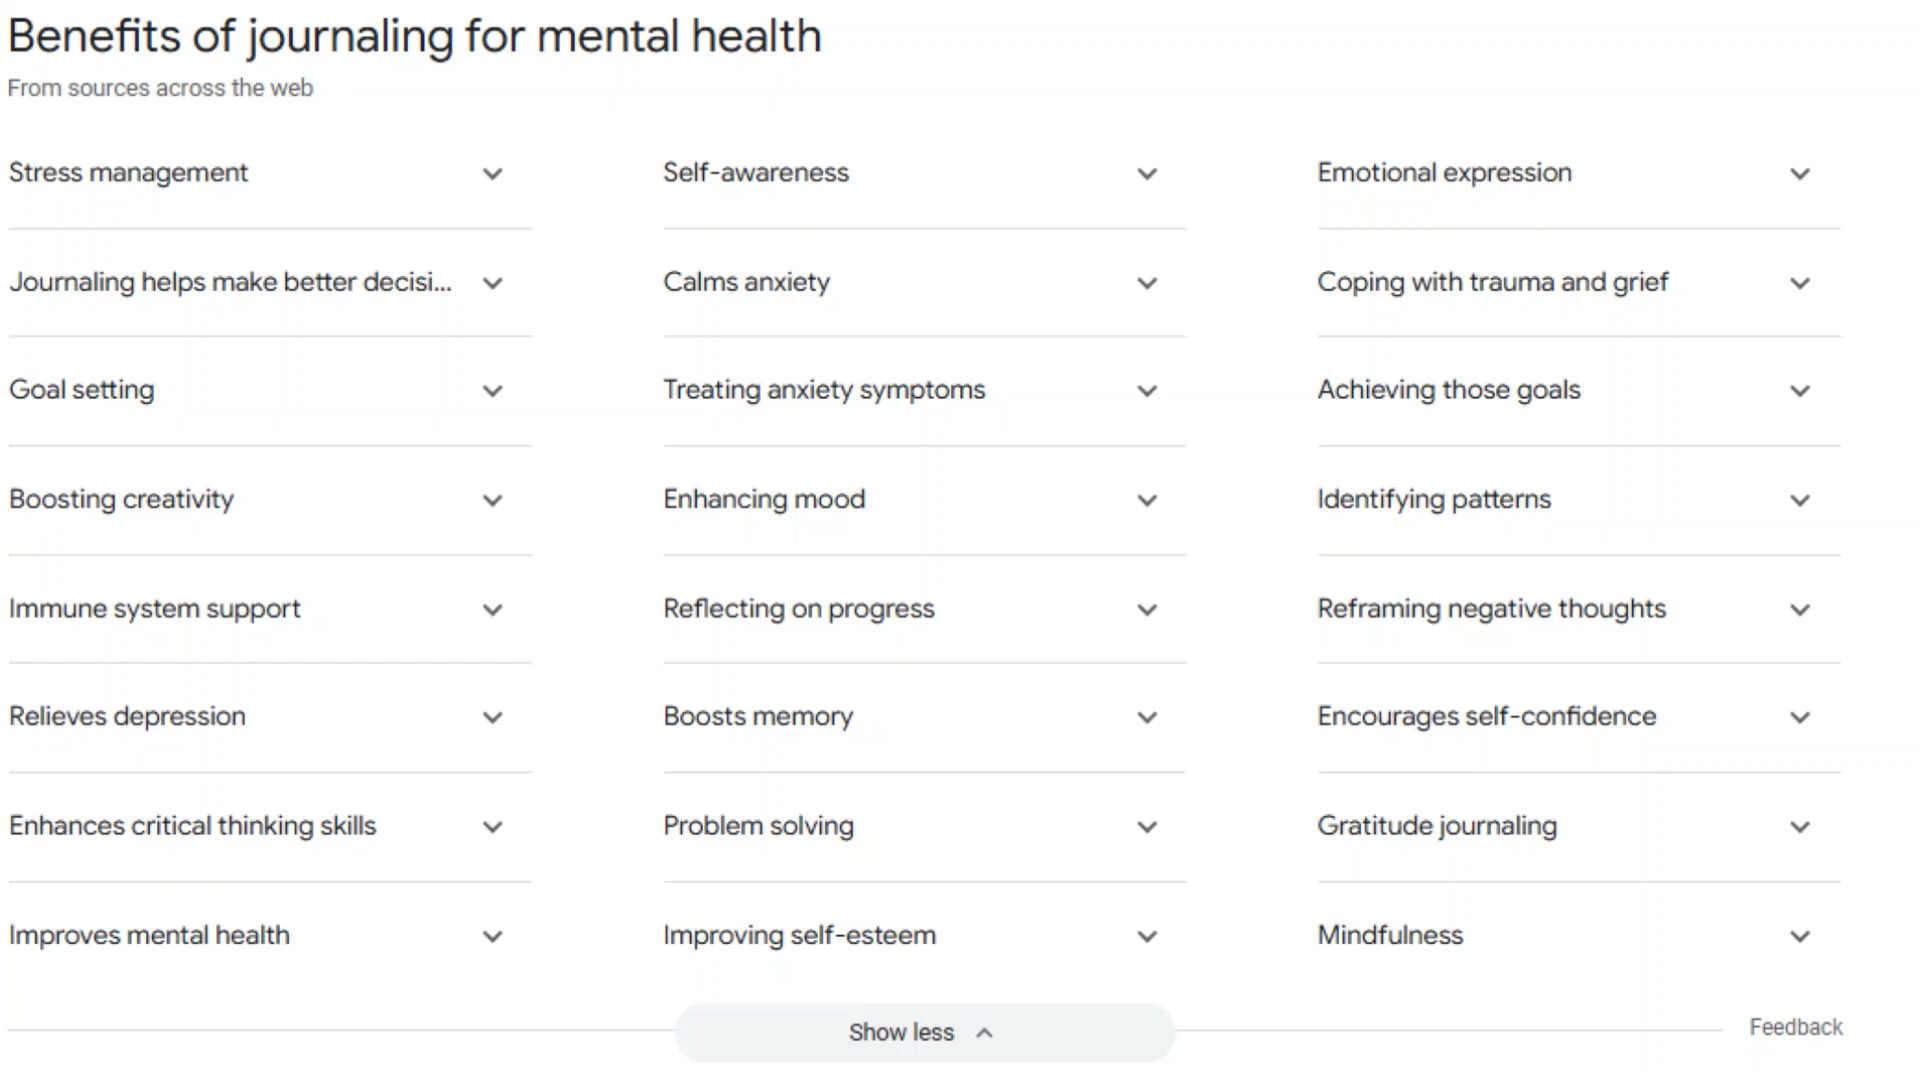 Benefits of journaling for mental health
From sources across the web
Stress management
Self-awareness
Emotional expression
Journaling helps make better decisi...
Calms anxiety
Coping with trauma and grief
Goal setting
Treating anxiety symptoms
Achieving those goals
Boosting creativity
Enhancing mood
Identifying patterns
Immune system support
Reflecting on progress
Reframing negative thoughts
Relieves depression
Boosts memory
Encourages self-confidence
Enhances critical thinking skills
Problem solving
Gratitude journaling
Improves mental health
Improving self-esteem
Mindfulness
Show less
Feedback